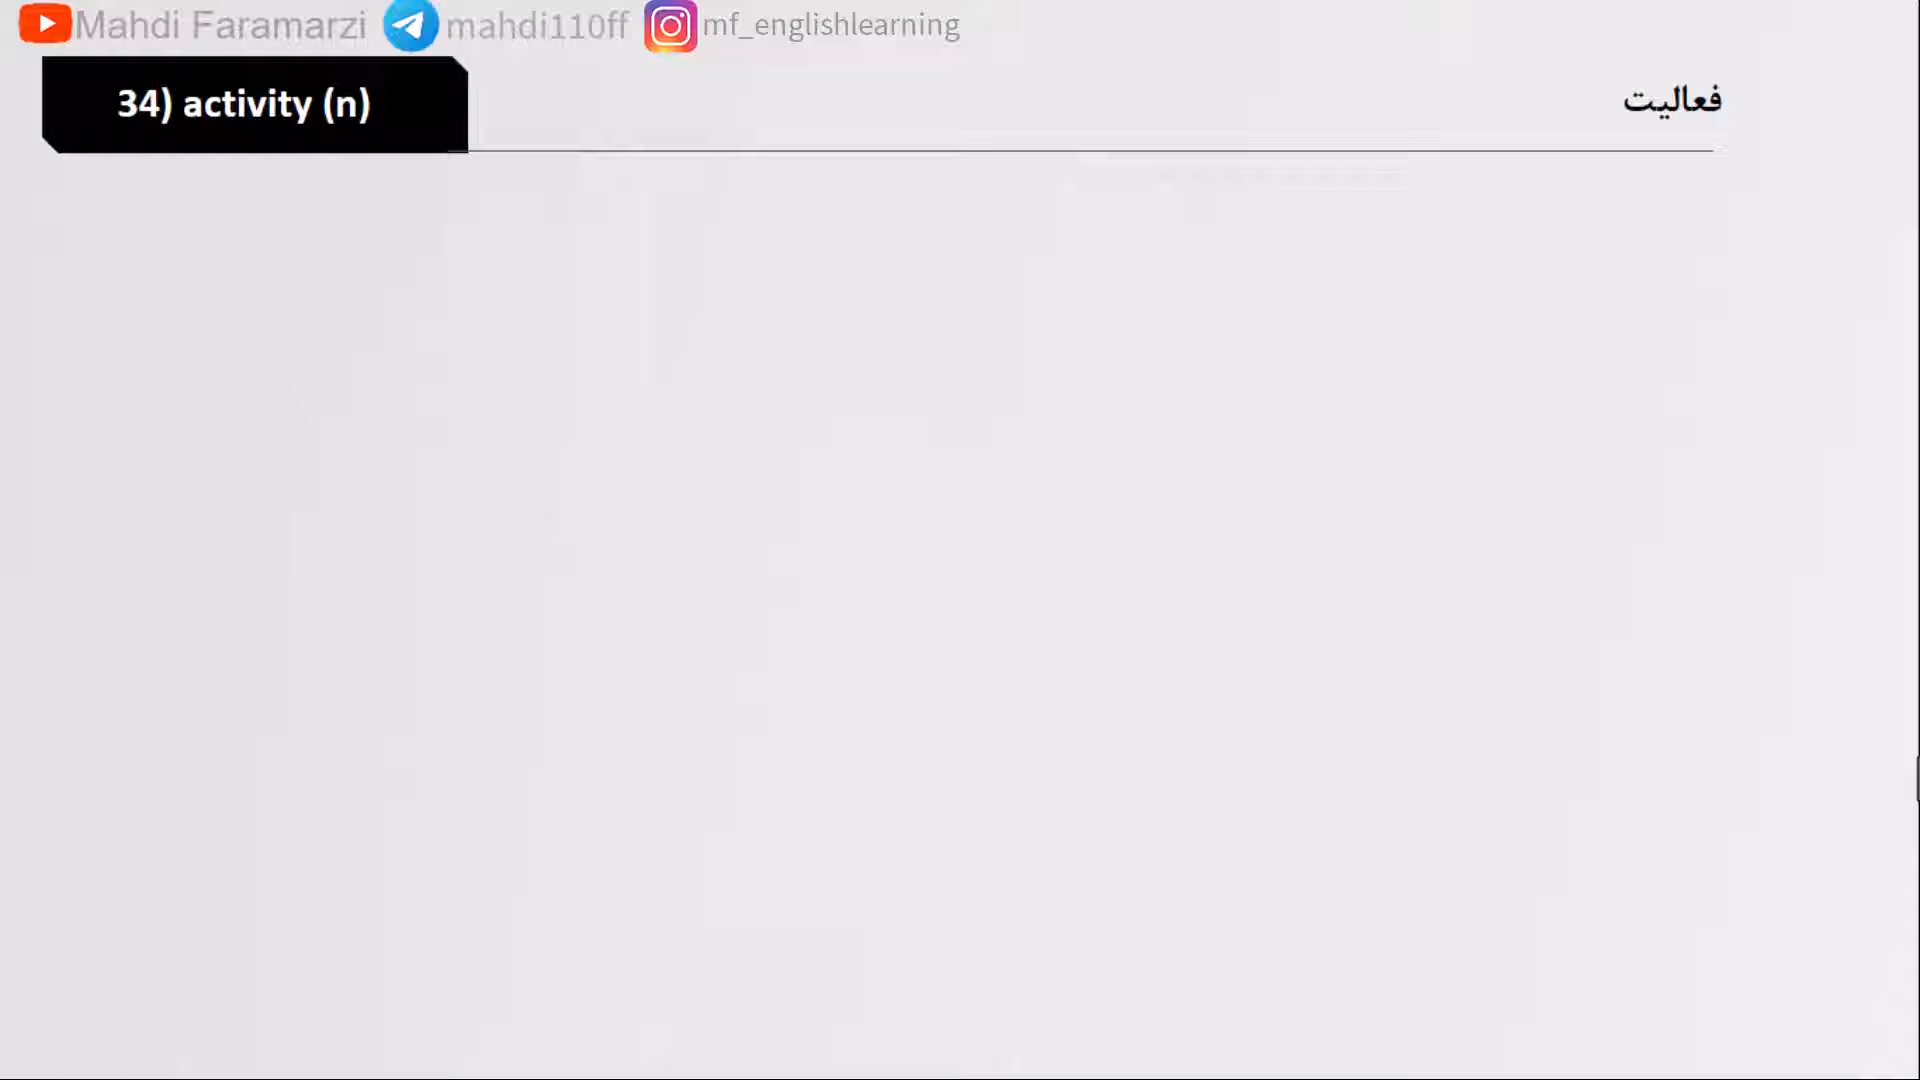 Mahdi Faramarzi mahdi110ff mf_englishlearning
34) activity (n) فعالیت